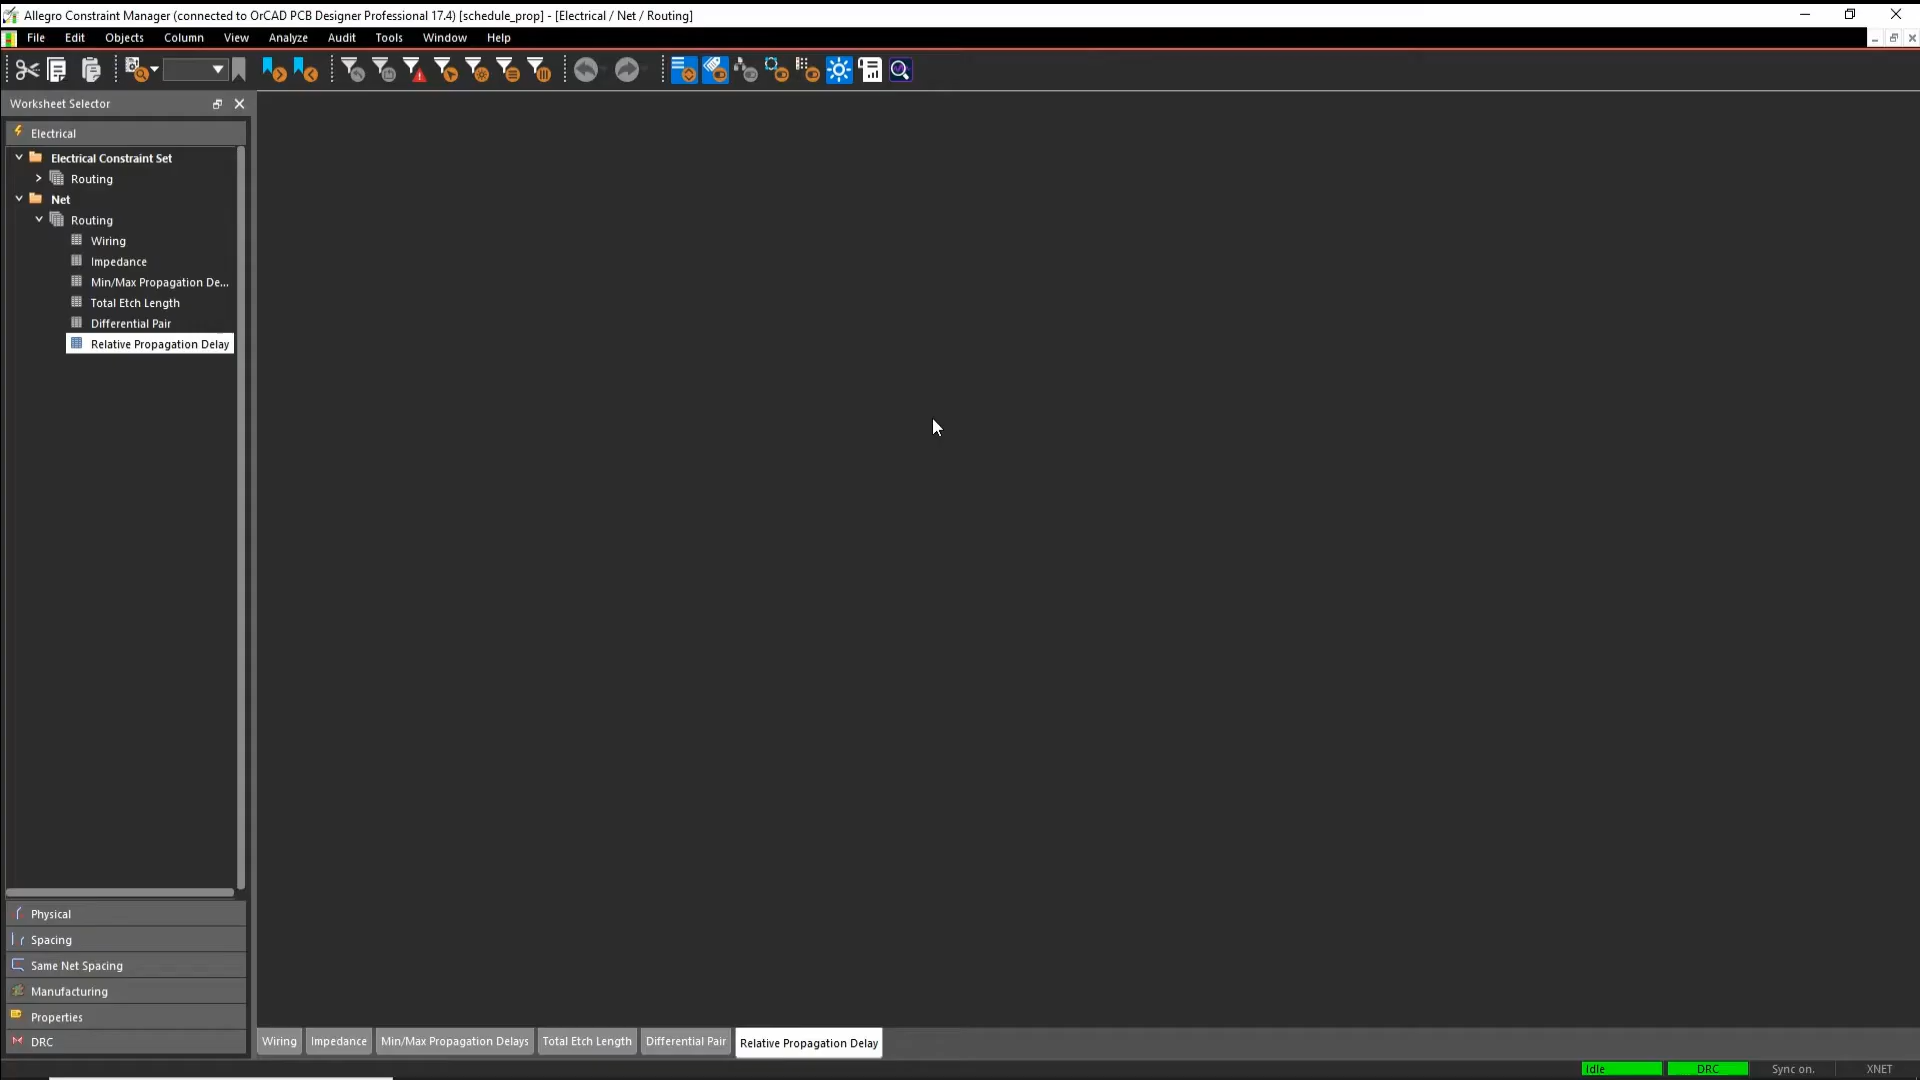 Allegro Constraint Manager (connected to OrCAD PCB Designer Professional 17.4) [schedule_prop] - [Electrical / Net / Routing]
File Edit Objects Column View Analyze Audit Tools Window Help
Worksheet Selector
Electrical
Electrical Constraint Set
Routing
Net
Routing
Wiring
Impedance
Min/Max Propagation De...
Total Etch Length
Differential Pair
Relative Propagation Delay
Physical
Spacing
Same Net Spacing
Manufacturing
Properties
DRC
Wiring Impedance Min/Max Propagation Delays Total Etch Length Differential Pair Relative Propagation Delay
Idle DRC Sync on. XNET